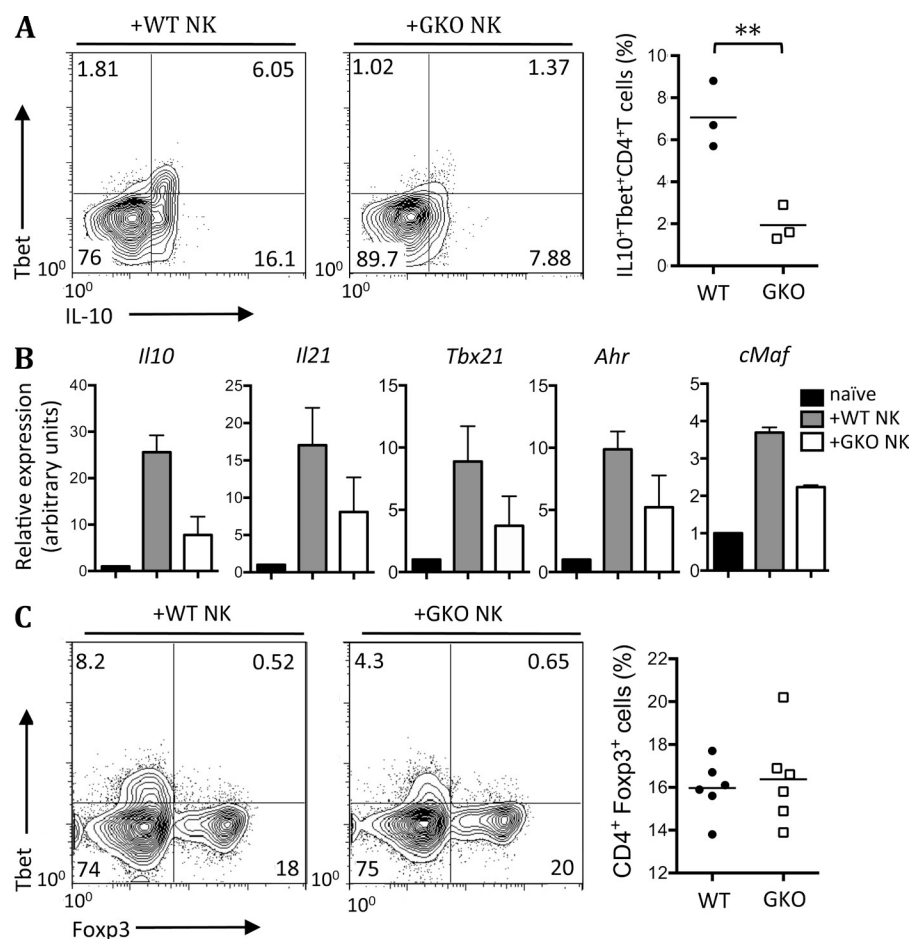 A
+WT NK
+GKO NK
1.81
6.05
76
16.1
Tbet
10⁰
10⁰
IL-10
1.02
1.37
89.7
7.88
10⁰
10⁰
**
IL10⁺Tbet⁺CD4⁺T cells (%)
10
8
6
4
2
0
WT
GKO
B
Relative expression
(arbitrary units)
Il10
40
30
20
10
0
Il21
25
20
15
10
5
0
Tbx21
15
10
5
0
Ahr
15
10
5
0
cMaf
5
4
3
2
1
0
naïve
+WT NK
+GKO NK
C
+WT NK
+GKO NK
8.2
0.52
74
18
Tbet
10⁰
10⁰
Foxp3
4.3
0.65
75
20
10⁰
10⁰
CD4⁺ Foxp3⁺ cells (%)
22
20
18
16
14
12
WT
GKO